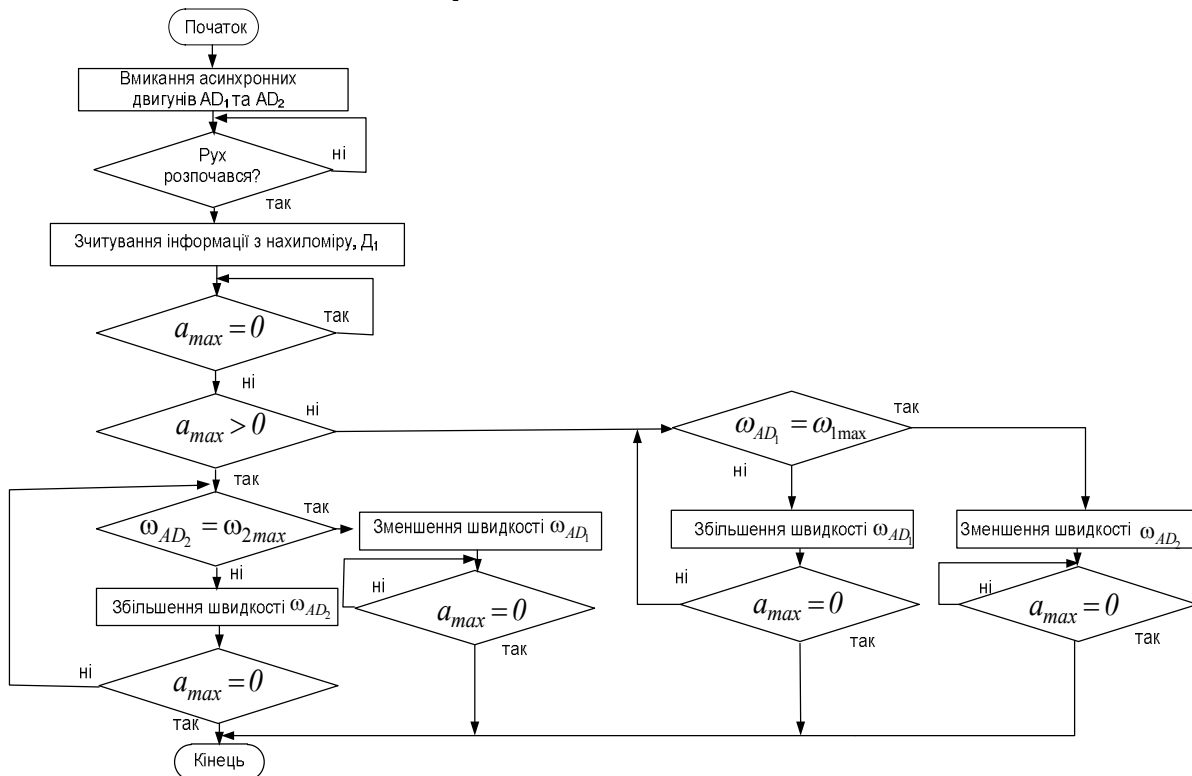 Початок
Вмикання асинхронних
двигунів AD₁ та AD₂
Рух
розпочався?
ні
так
Зчитування інформації з нахиломіру, Д₁
a_max = 0
так
ні
a_max > 0
ні
так
ω_AD₁ = ω_1max
так
ні
ω_AD₂ = ω_2max
так
ні
Зменшення швидкості ω_AD₁
Збільшення швидкості ω_AD₁
Зменшення швидкості ω_AD₂
Збільшення швидкості ω_AD₂
ні
a_max = 0
так
ні
a_max = 0
так
ні
a_max = 0
так
ні
a_max = 0
так
Кінець